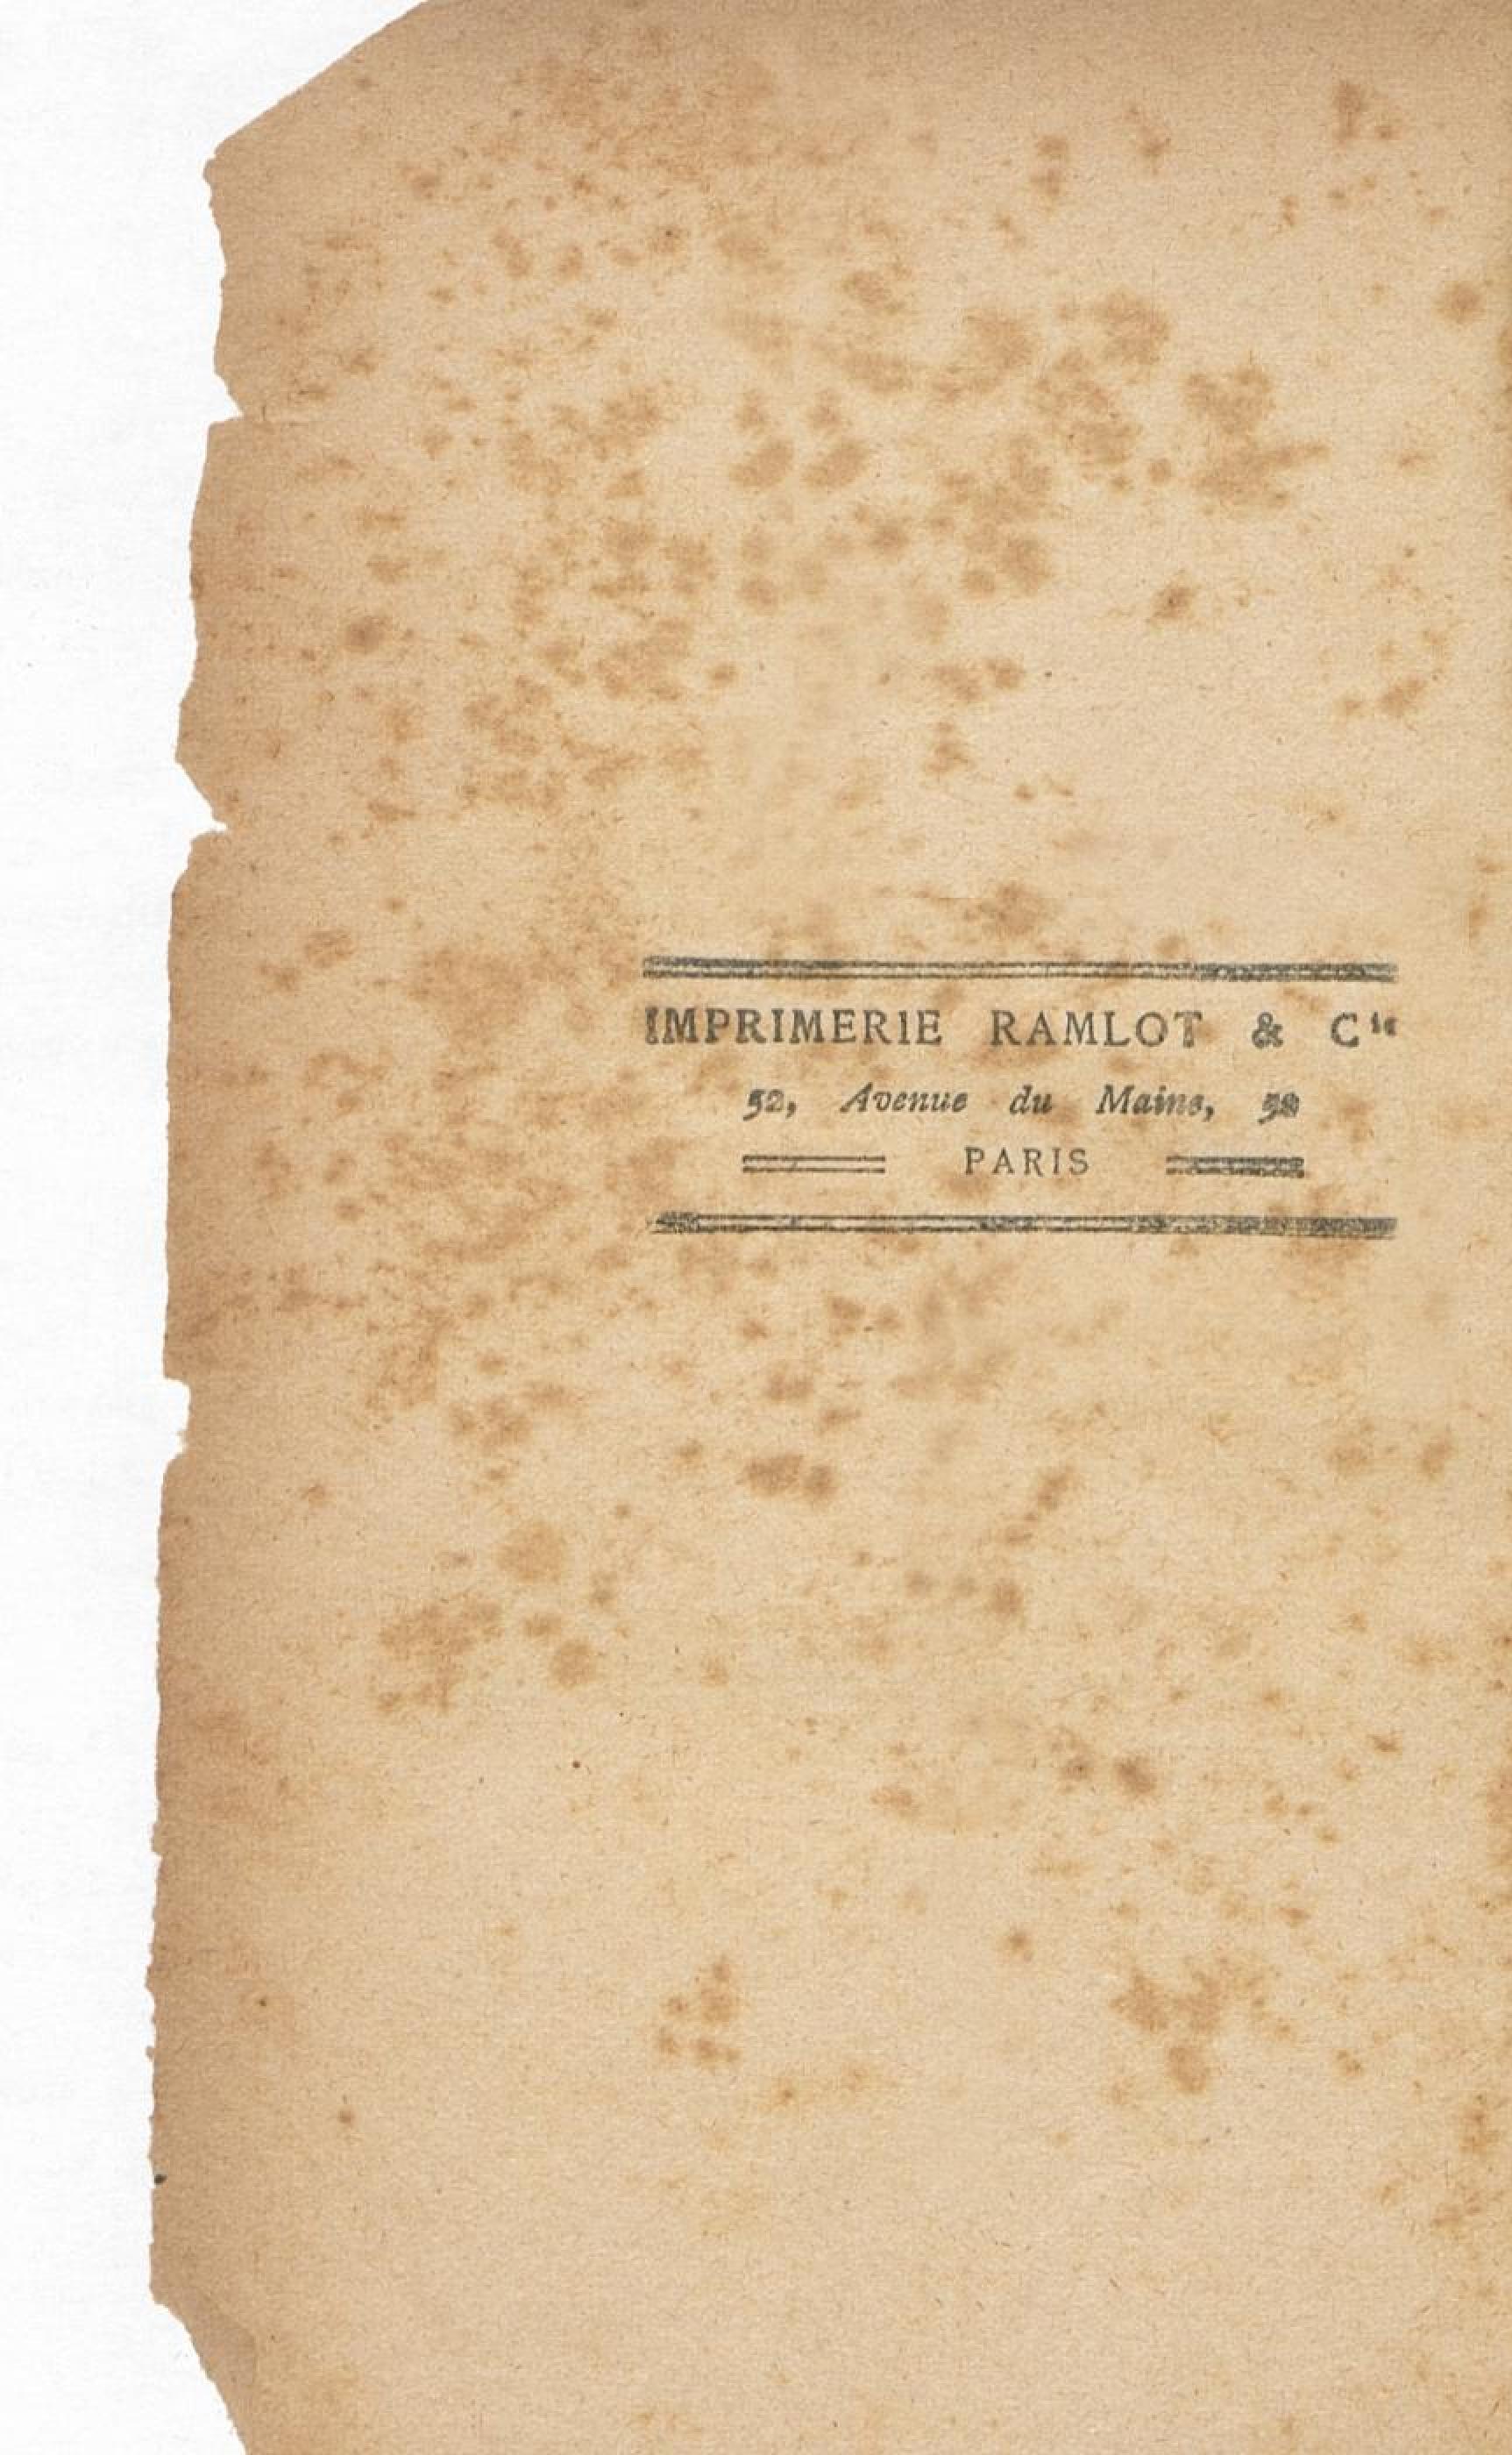 IMPRIMERIE RAMLOT & Cie
52, Avenue du Maine, 52
PARIS